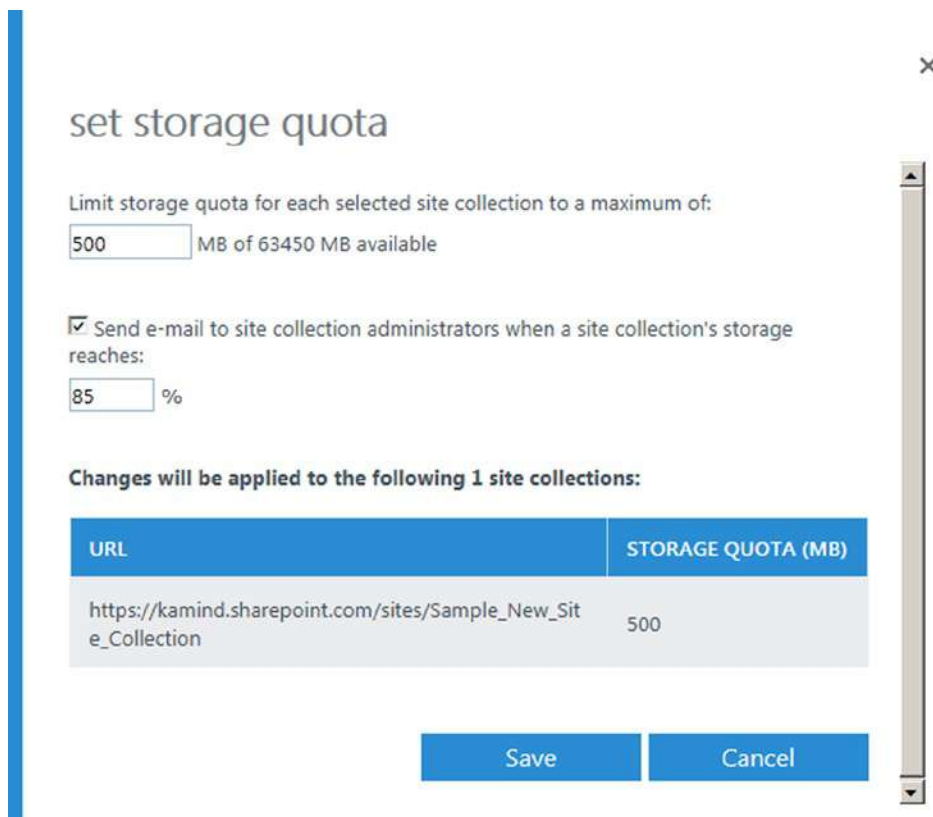 set storage quota
Limit storage quota for each selected site collection to a maximum of:
500 MB of 63450 MB available
Send e-mail to site collection administrators when a site collection's storage
reaches:
85 %
Changes will be applied to the following 1 site collections:
URL STORAGE QUOTA (MB)
https://kamind.sharepoint.com/sites/Sample_New_Sit
e_Collection 500
Save Cancel